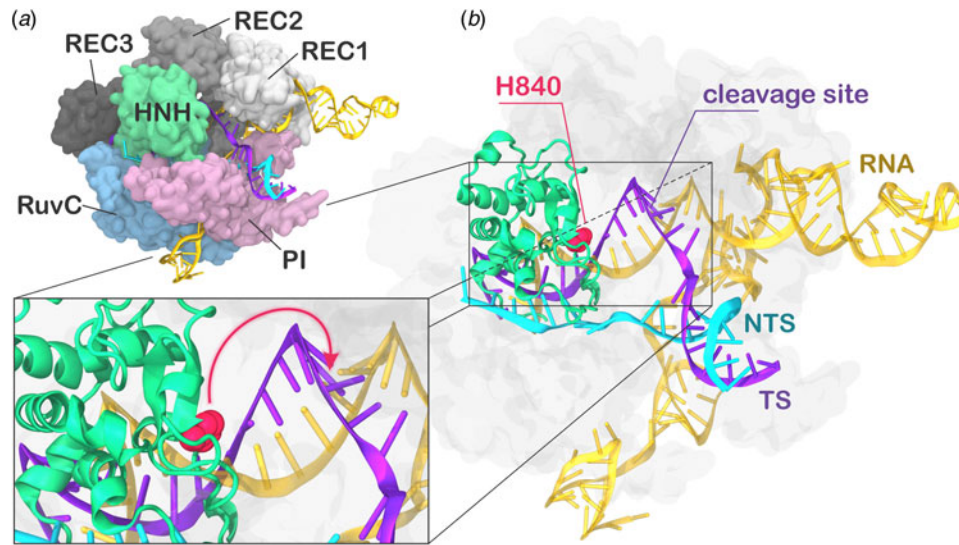 (a)
REC2
REC3
REC1
HNH
RuvC
PI
(b)
H840
cleavage site
RNA
NTS
TS